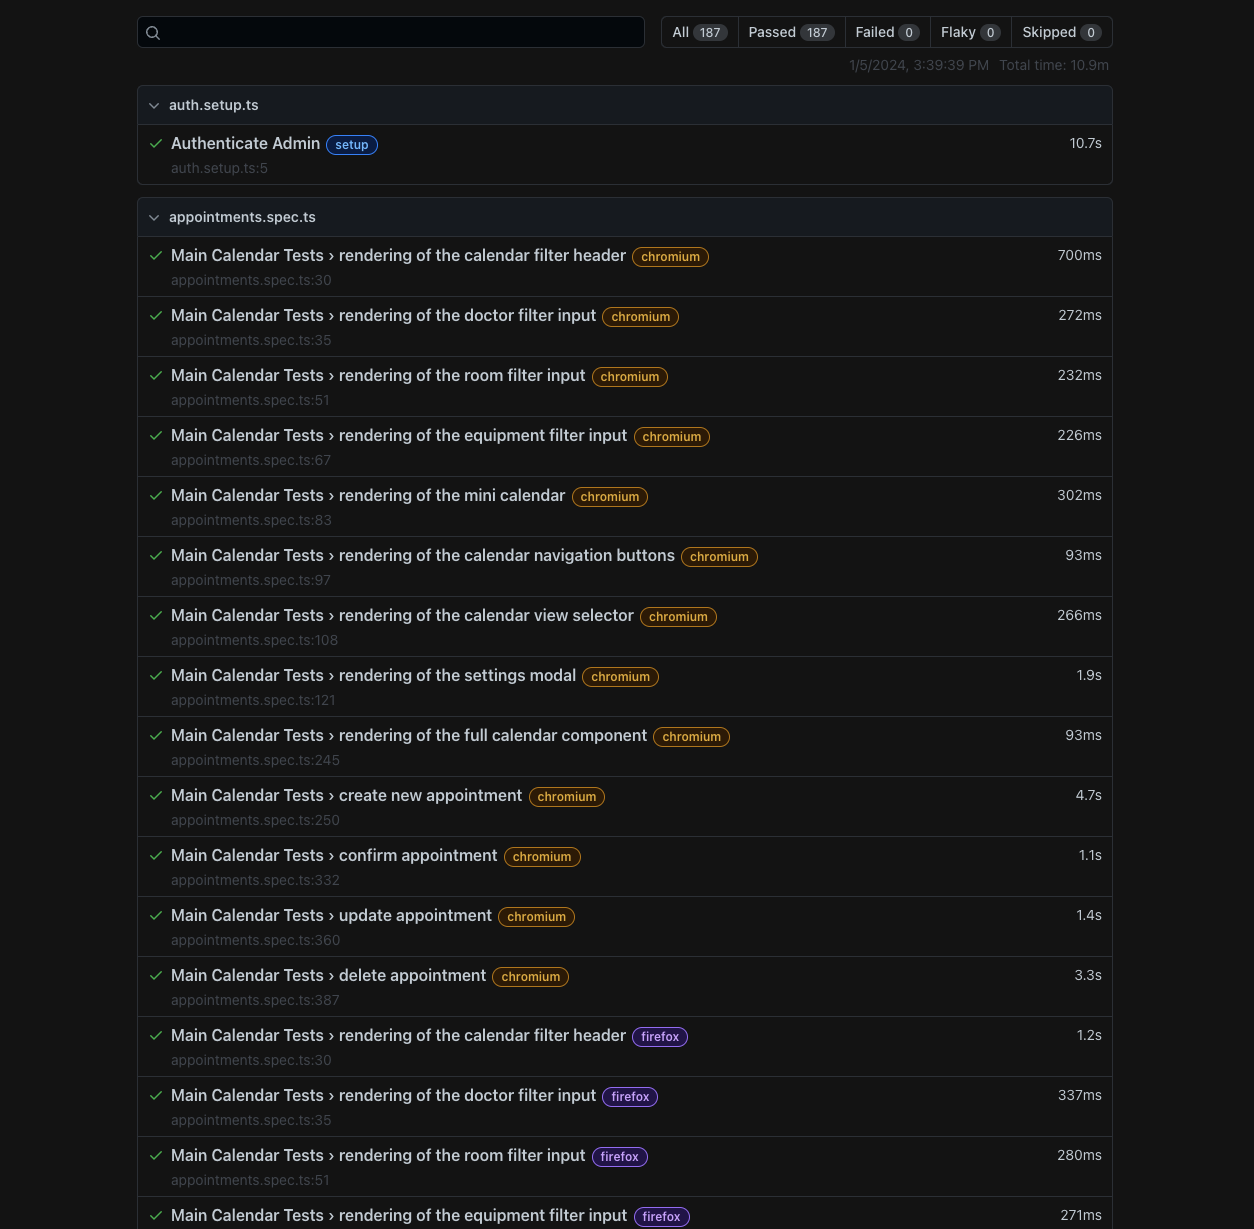 All 187 Passed 187 Failed 0 Flaky 0 Skipped 0
1/5/2024, 3:39:39 PM Total time: 10.9m
auth.setup.ts
Authenticate Admin setup 10.7s
auth.setup.ts:5
appointments.spec.ts
Main Calendar Tests › rendering of the calendar filter header chromium 700ms
appointments.spec.ts:30
Main Calendar Tests › rendering of the doctor filter input chromium 272ms
appointments.spec.ts:35
Main Calendar Tests › rendering of the room filter input chromium 232ms
appointments.spec.ts:51
Main Calendar Tests › rendering of the equipment filter input chromium 226ms
appointments.spec.ts:67
Main Calendar Tests › rendering of the mini calendar chromium 302ms
appointments.spec.ts:83
Main Calendar Tests › rendering of the calendar navigation buttons chromium 93ms
appointments.spec.ts:97
Main Calendar Tests › rendering of the calendar view selector chromium 266ms
appointments.spec.ts:108
Main Calendar Tests › rendering of the settings modal chromium 1.9s
appointments.spec.ts:121
Main Calendar Tests › rendering of the full calendar component chromium 93ms
appointments.spec.ts:245
Main Calendar Tests › create new appointment chromium 4.7s
appointments.spec.ts:250
Main Calendar Tests › confirm appointment chromium 1.1s
appointments.spec.ts:332
Main Calendar Tests › update appointment chromium 1.4s
appointments.spec.ts:360
Main Calendar Tests › delete appointment chromium 3.3s
appointments.spec.ts:387
Main Calendar Tests › rendering of the calendar filter header firefox 1.2s
appointments.spec.ts:30
Main Calendar Tests › rendering of the doctor filter input firefox 337ms
appointments.spec.ts:35
Main Calendar Tests › rendering of the room filter input firefox 280ms
appointments.spec.ts:51
Main Calendar Tests › rendering of the equipment filter input firefox 271ms